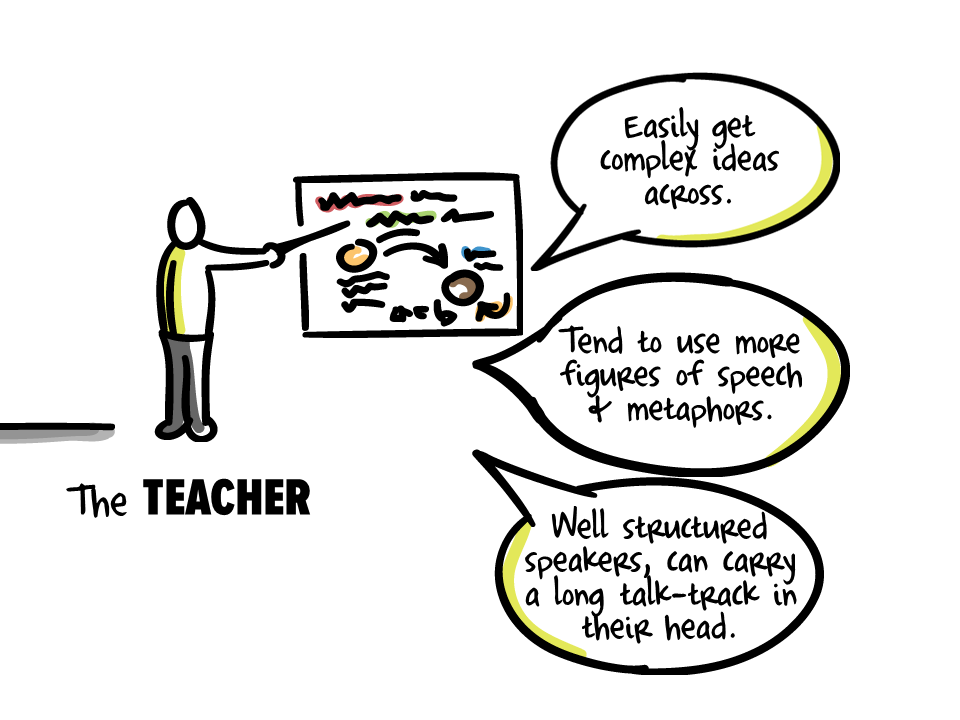 Easily get
complex ideas
across.
Tend to use more
figures of speech
& metaphors.
Well structured
speakers, can carry
a long talk-track in
their head.
a=b
The TEACHER